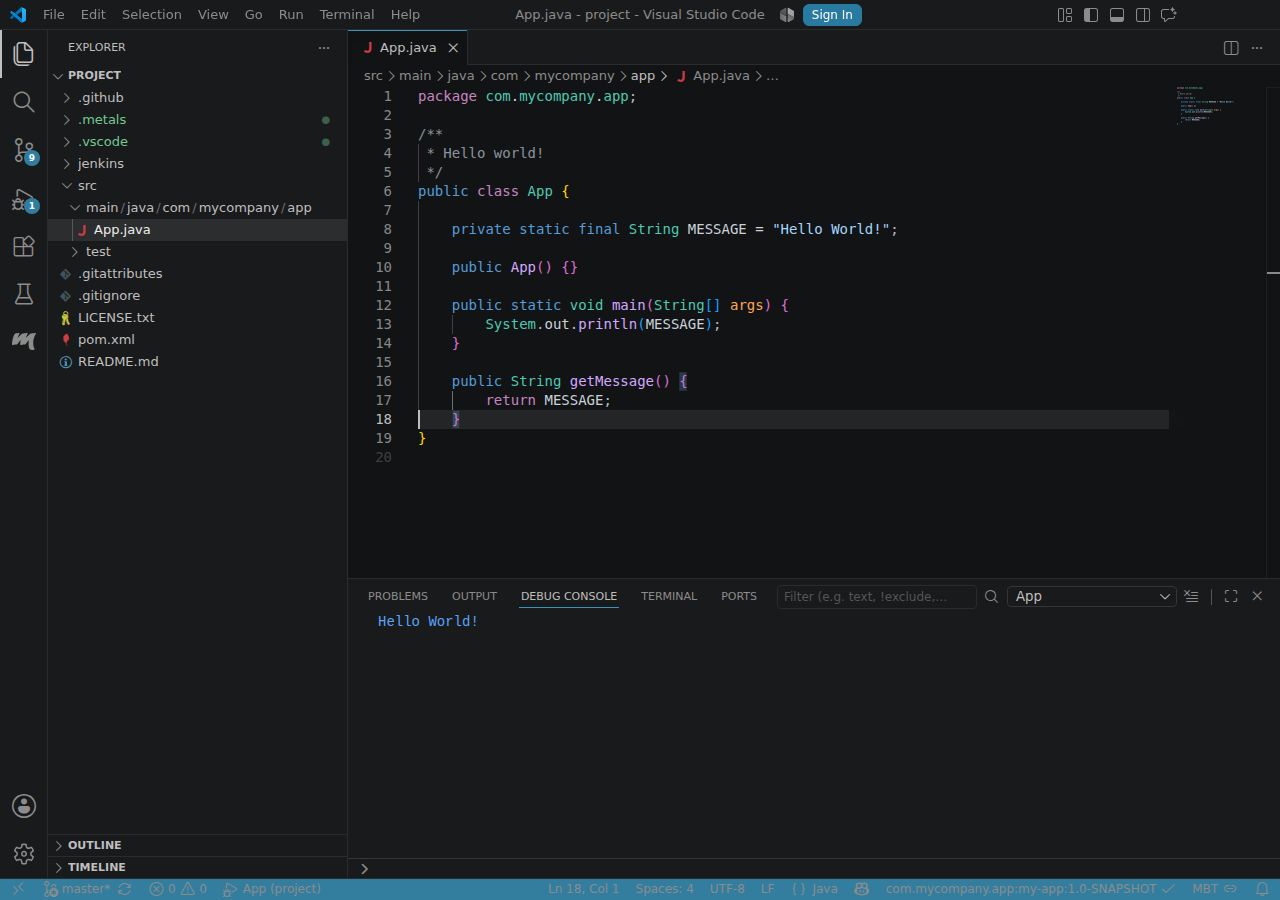 File Edit Selection View Go Run Terminal Help App.java - project - Visual Studio Code Sign In
EXPLORER
PROJECT
.github
.metals
.vscode
jenkins
src
main/java/com/mycompany/app
App.java
test
.gitattributes
.gitignore
LICENSE.txt
pom.xml
README.md
OUTLINE
TIMELINE
9
1
App.java
src > main > java > com > mycompany > app > App.java > ...
1 package com.mycompany.app;
2
3 /**
4  * Hello world!
5  */
6 public class App {
7
8     private static final String MESSAGE = "Hello World!";
9
10     public App() {}
11
12     public static void main(String[] args) {
13         System.out.println(MESSAGE);
14     }
15
16     public String getMessage() {
17         return MESSAGE;
18     }
19 }
20
PROBLEMS OUTPUT DEBUG CONSOLE TERMINAL PORTS Filter (e.g. text, !exclude,... App
Hello World!
master* 0 0 App (project) Ln 18, Col 1 Spaces: 4 UTF-8 LF { } Java com.mycompany.app:my-app:1.0-SNAPSHOT MBT